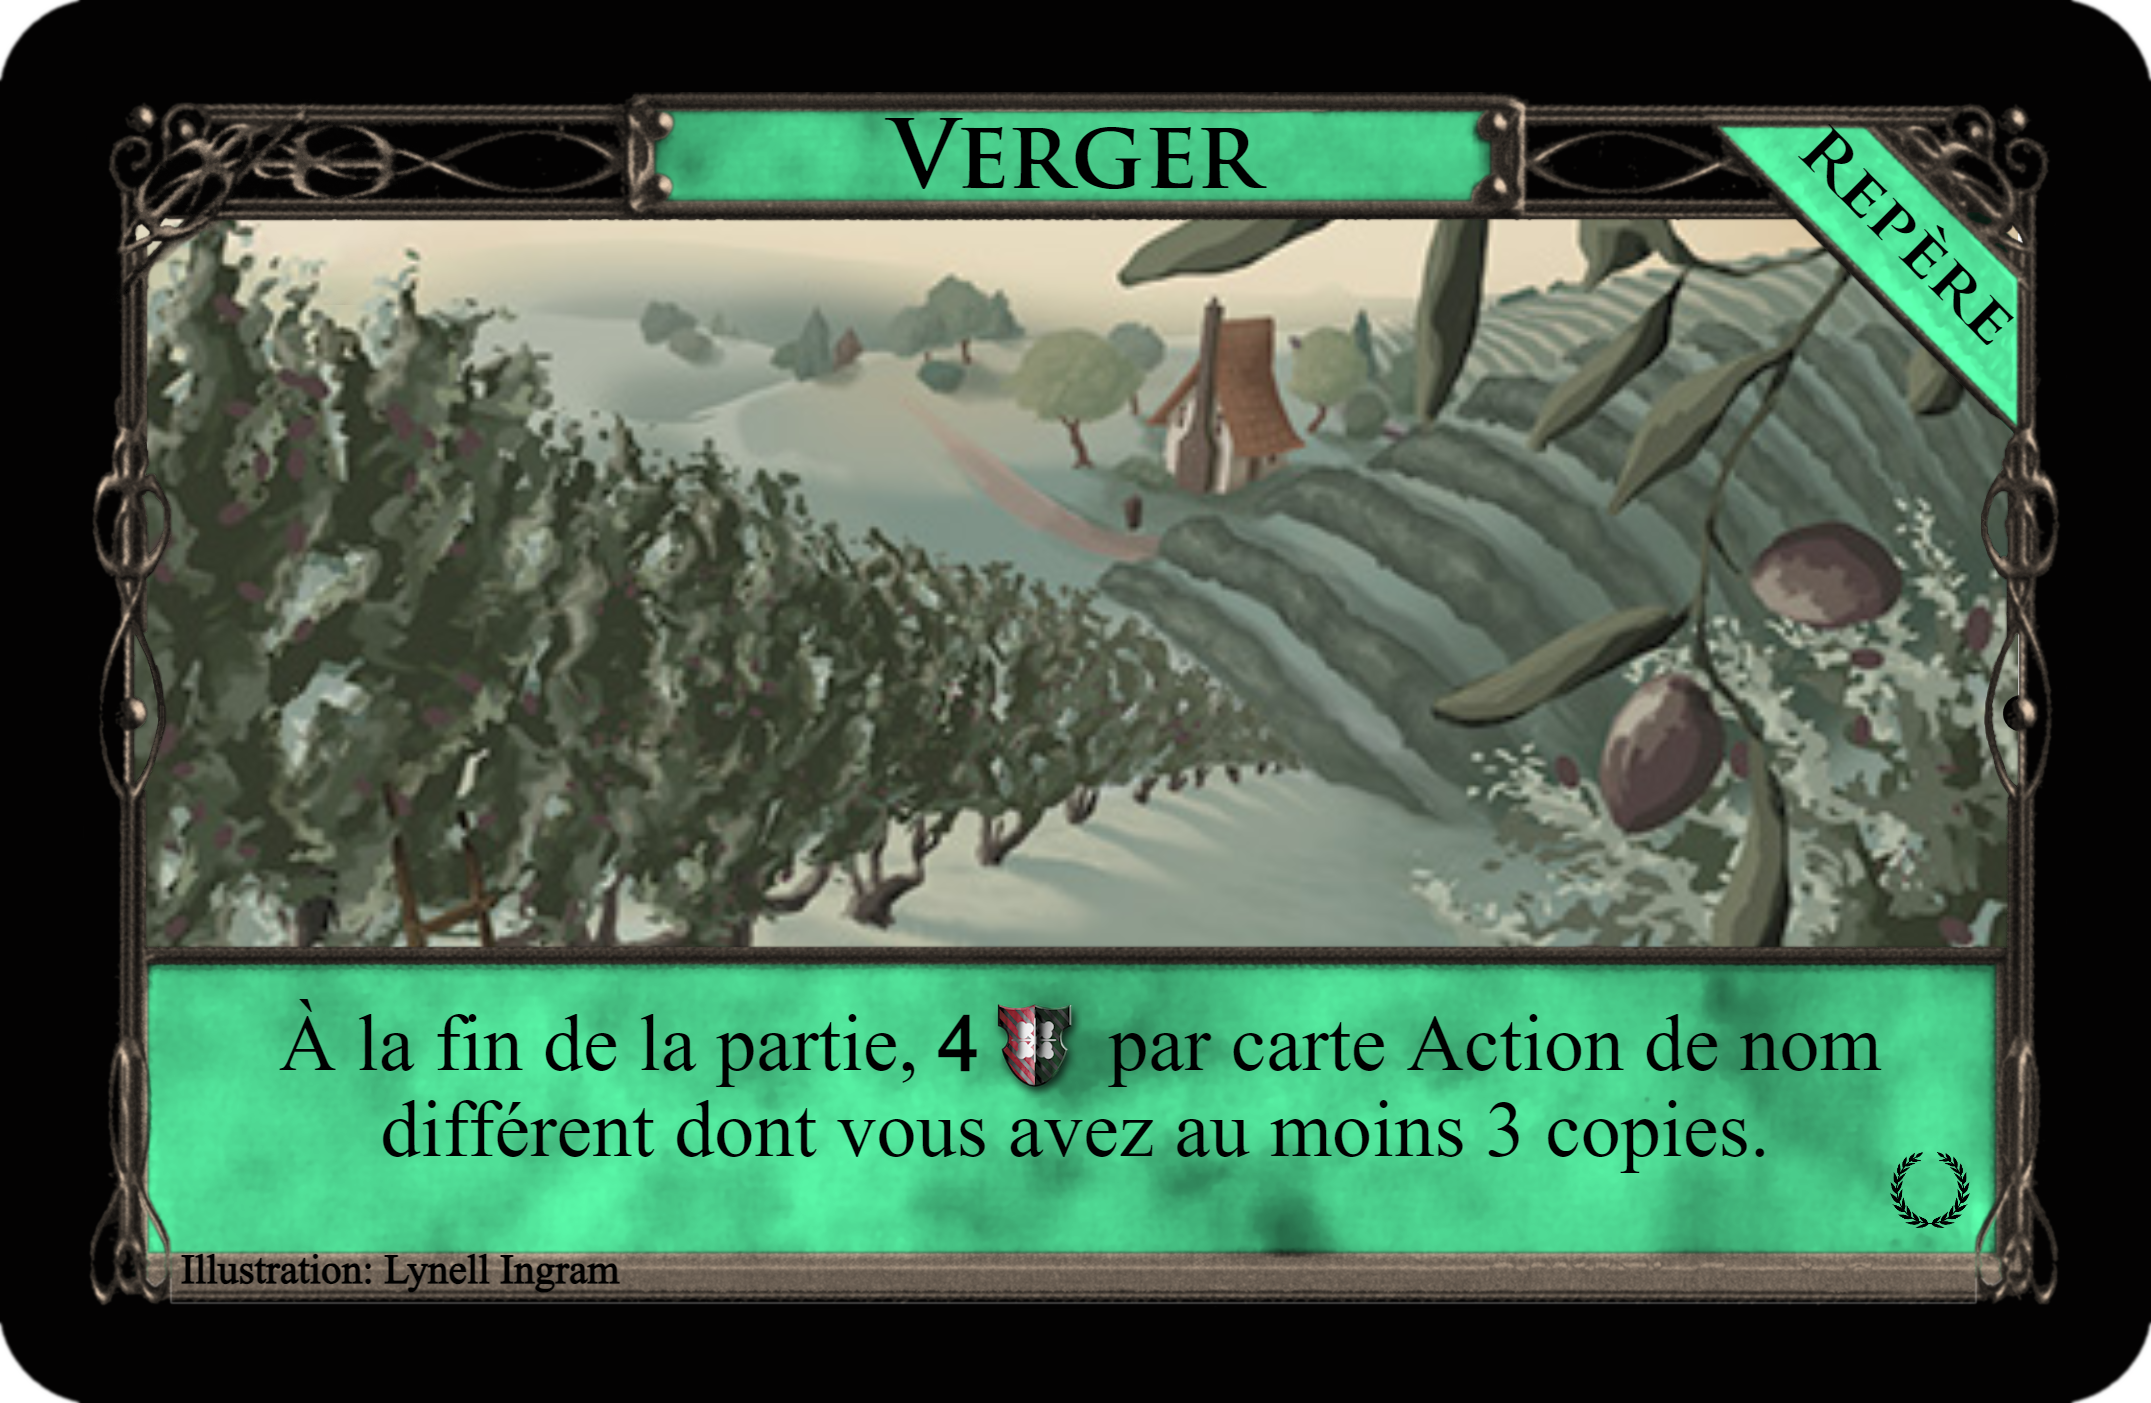 VERGER
REPÈRE
À la fin de la partie, 4 par carte Action de nom
différent dont vous avez au moins 3 copies.
Illustration: Lynell Ingram